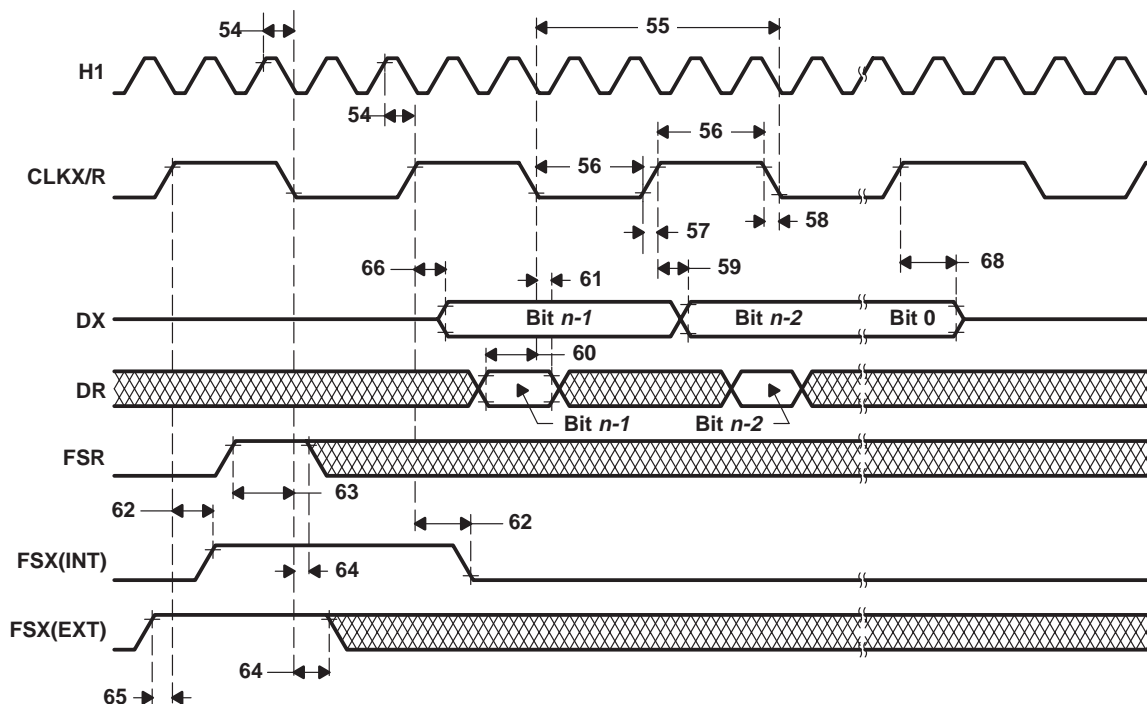 55
54
H1
54
56
56
CLKX/R
57
58
66
61
59
68
DX
Bit n-1
Bit n-2
Bit 0
60
DR
Bit n-1
Bit n-2
FSR
63
62
62
FSX(INT)
64
FSX(EXT)
64
65